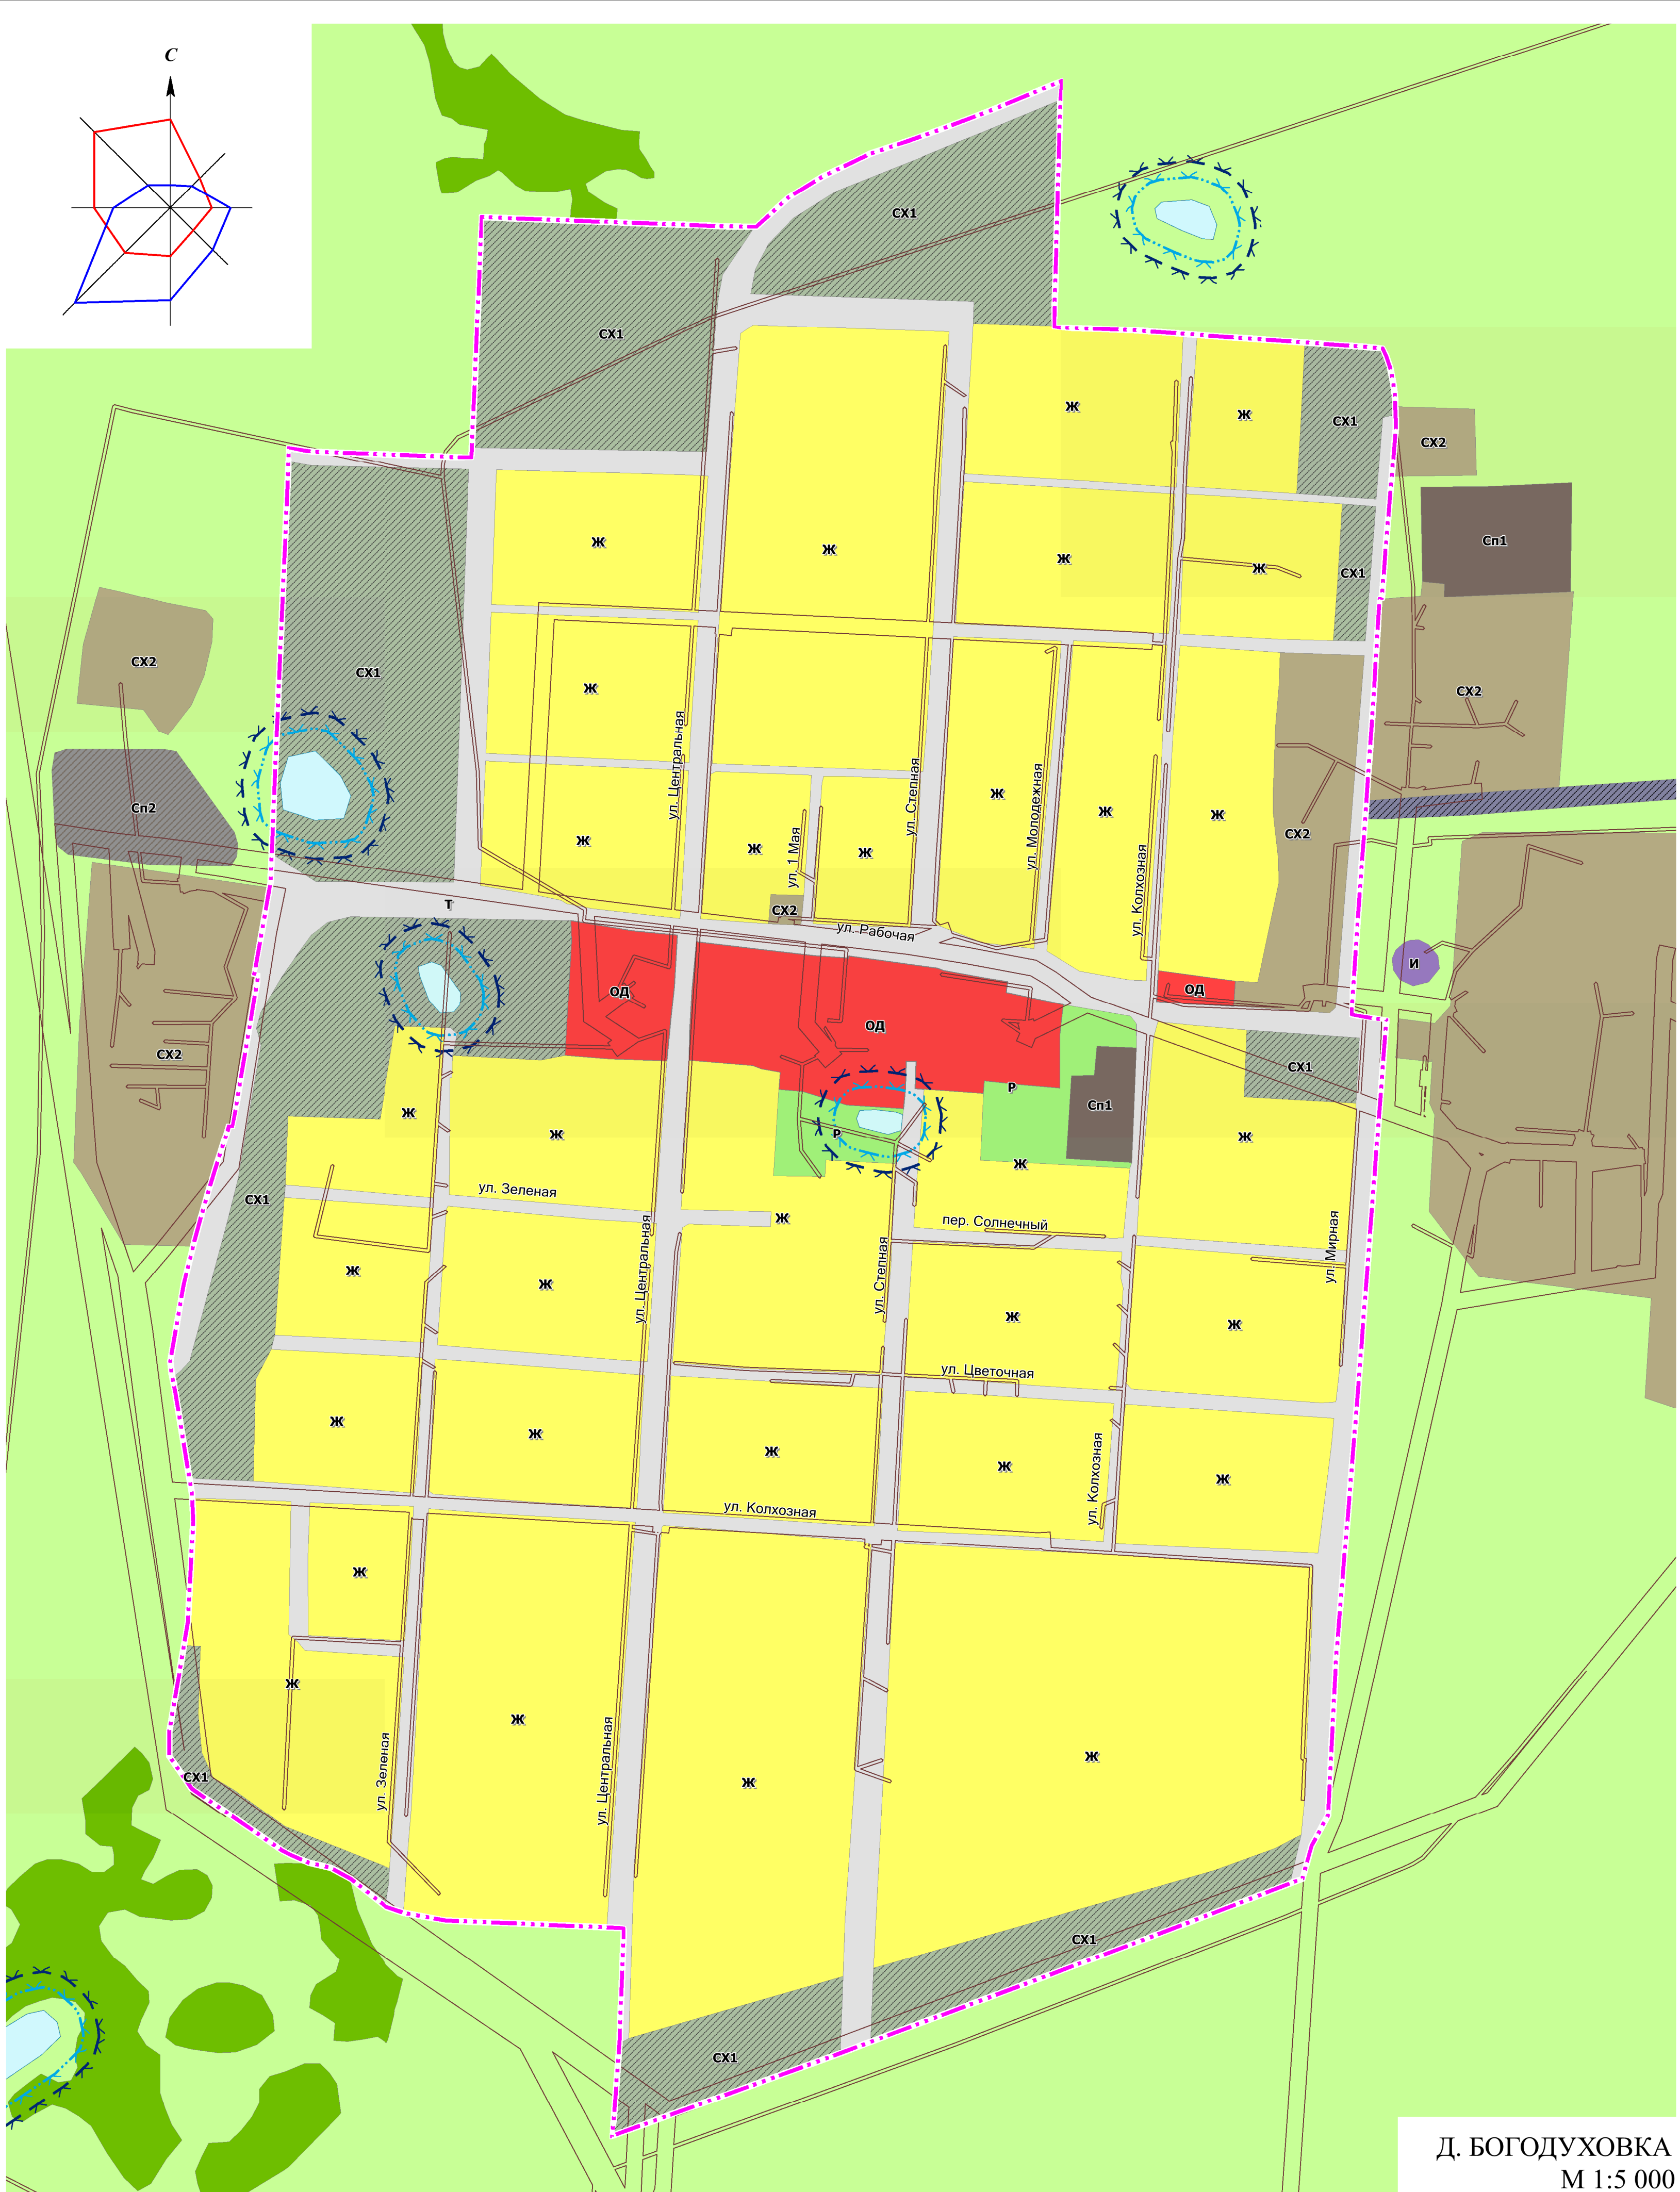 С
СХ1
СХ1
Ж
Ж
СХ1
СХ2
Ж
Ж
Ж
Сп1
Ж
СХ1
СХ2
СХ1
Ж
СХ2
ул. Центральная
ул. Степная
ул. Молодежная
Сп2
Ж
Ж
Ж
ул. 1 Мая
Ж
Ж
Ж
СХ2
ул. Колхозная
Т
СХ2
ул. Рабочая
И
ОД
ОД
ОД
СХ2
СХ1
Р
Сп1
Ж
Ж
Р
Ж
Ж
СХ1
ул. Зеленая
Ж
пер. Солнечный
ул. Мирная
Ж
Ж
ул. Центральная
ул. Степная
Ж
Ж
ул. Цветочная
Ж
Ж
Ж
Ж
ул. Колхозная
Ж
ул. Колхозная
Ж
Ж
Ж
ул. Зеленая
ул. Центральная
Ж
Ж
СХ1
СХ1
СХ1
Д. БОГОДУХОВКА
М 1:5 000